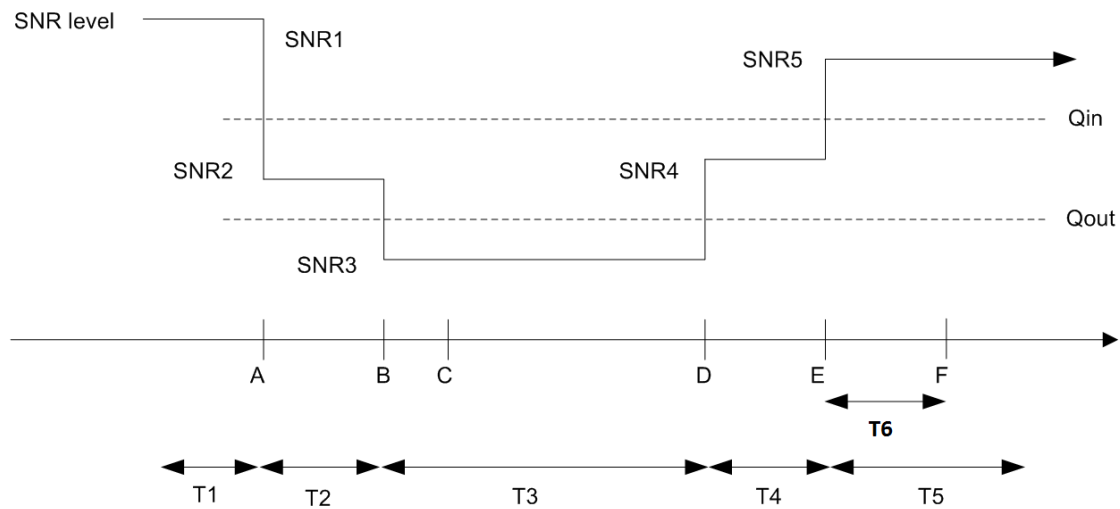 SNR level
SNR1
SNR5
Qin
SNR2
SNR4
Qout
SNR3
A
B
C
D
E
F
T6
T1
T2
T3
T4
T5